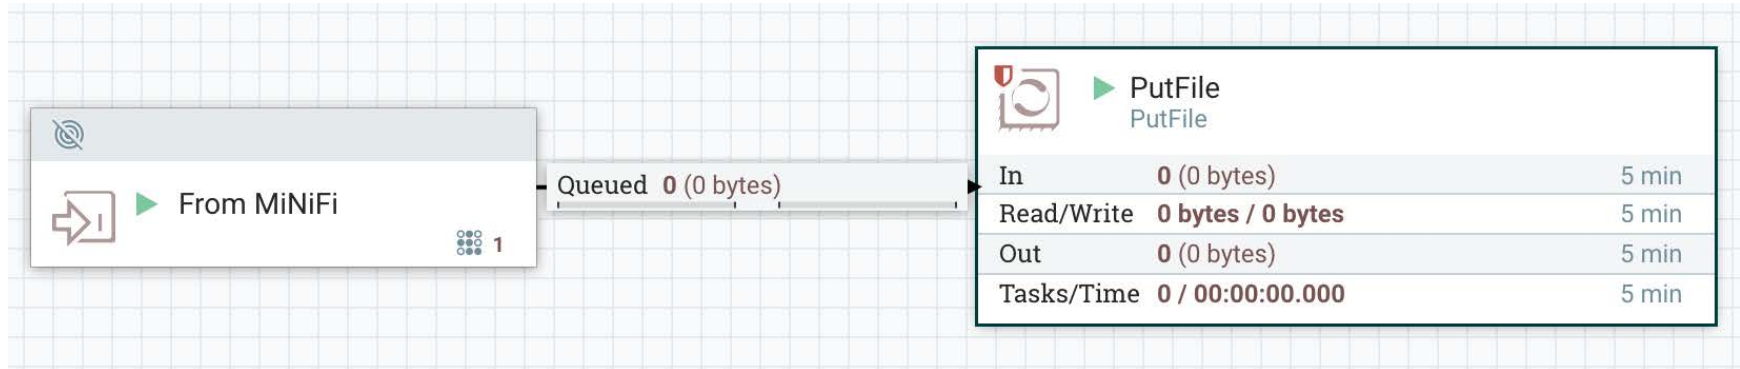 From MiNiFi
1
Queued 0 (0 bytes)
PutFile
PutFile
In 0 (0 bytes) 5 min
Read/Write 0 bytes / 0 bytes 5 min
Out 0 (0 bytes) 5 min
Tasks/Time 0 / 00:00:00.000 5 min